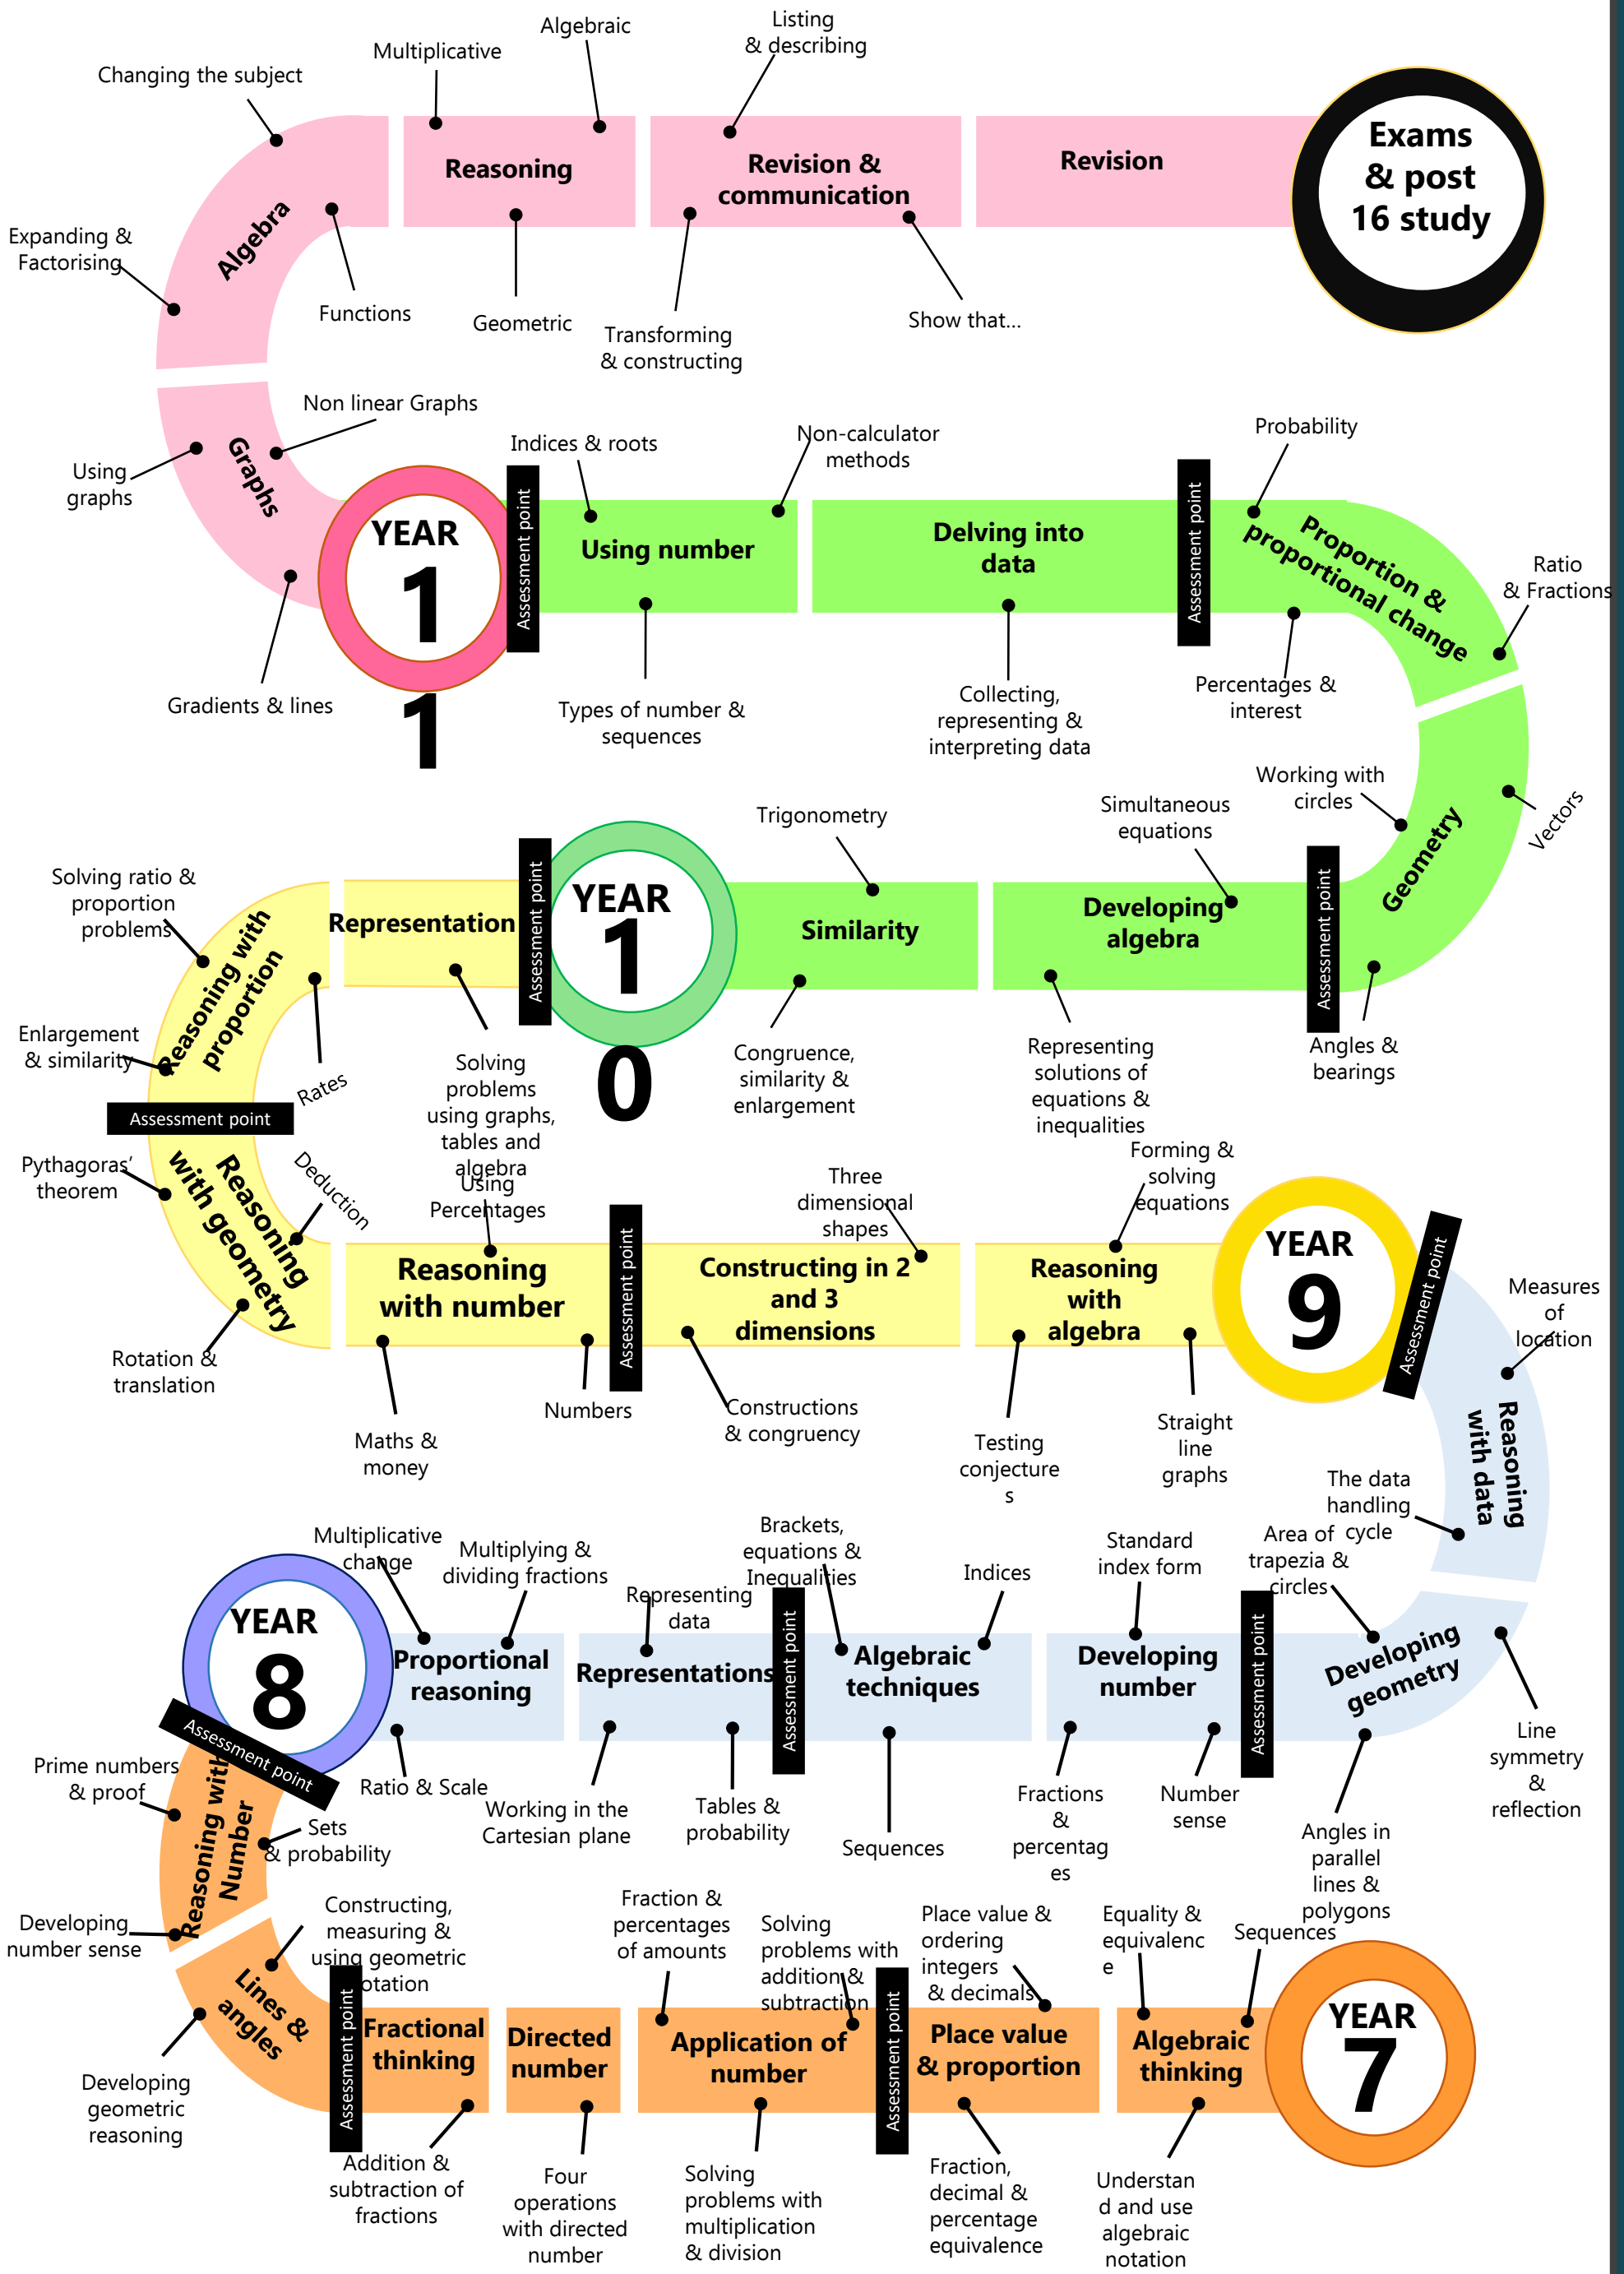 Listing
& describing
Algebraic
Multiplicative
Changing the subject
Exams
& post
16 study
Reasoning
Revision &
communication
Revision
Algebra
Expanding &
Factorising
Functions
Geometric
Transforming
& constructing
Show that...
Non linear Graphs
Graphs
Using
graphs
Gradients & lines
YEAR
1
1
Assessment point
Indices & roots
Non-calculator
methods
Using number
Types of number &
sequences
Delving into
data
Collecting,
representing &
interpreting data
Assessment point
Probability
Proportion &
proportional change
Ratio
& Fractions
Percentages &
interest
Working with
circles
Vectors
Geometry
Angles &
bearings
Assessment point
Simultaneous
equations
Developing
algebra
Representing
solutions of
equations &
inequalities
Trigonometry
Similarity
Congruence,
similarity &
enlargement
YEAR
1
0
Assessment point
Representation
Solving
problems
using graphs,
tables and
algebra
Solving ratio &
proportion
problems
Reasoning with
proportion
Enlargement
& similarity
Rates
Assessment point
Pythagoras'
theorem
Deduction
Reasoning
with geometry
Rotation &
translation
Using
Percentages
Reasoning
with number
Maths &
money
Numbers
Assessment point
Three
dimensional
shapes
Constructing in 2
and 3
dimensions
Constructions
& congruency
Forming &
solving
equations
Reasoning
with
algebra
Testing
conjecture
s
Straight
line
graphs
YEAR
9
Assessment point
Measures
of
location
Reasoning
with data
The data
handling
cycle
Area of
trapezia &
circles
Developing
geometry
Line
symmetry
&
reflection
Angles in
parallel
lines &
polygons
Assessment point
Standard
index form
Developing
number
Fractions
&
percentag
es
Number
sense
Brackets,
equations &
Inequalities
Indices
Algebraic
techniques
Sequences
Assessment point
Representing
data
Representations
Working in the
Cartesian plane
Tables &
probability
Multiplicative
change
Multiplying &
dividing fractions
Proportional
reasoning
Ratio & Scale
YEAR
8
Assessment point
Prime numbers
& proof
Reasoning with
Number
Sets
& probability
Developing
number sense
Constructing,
measuring &
using geometric
notation
Lines &
angles
Developing
geometric
reasoning
Assessment point
Fractional
thinking
Addition &
subtraction of
fractions
Directed
number
Four
operations
with directed
number
Fraction &
percentages
of amounts
Solving
problems with
addition &
subtraction
Application of
number
Solving
problems with
multiplication
& division
Assessment point
Place value &
ordering
integers
& decimals
Place value
& proportion
Fraction,
decimal &
percentage
equivalence
Equality &
equivalenc
e
Sequences
Algebraic
thinking
Understan
d and use
algebraic
notation
YEAR
7